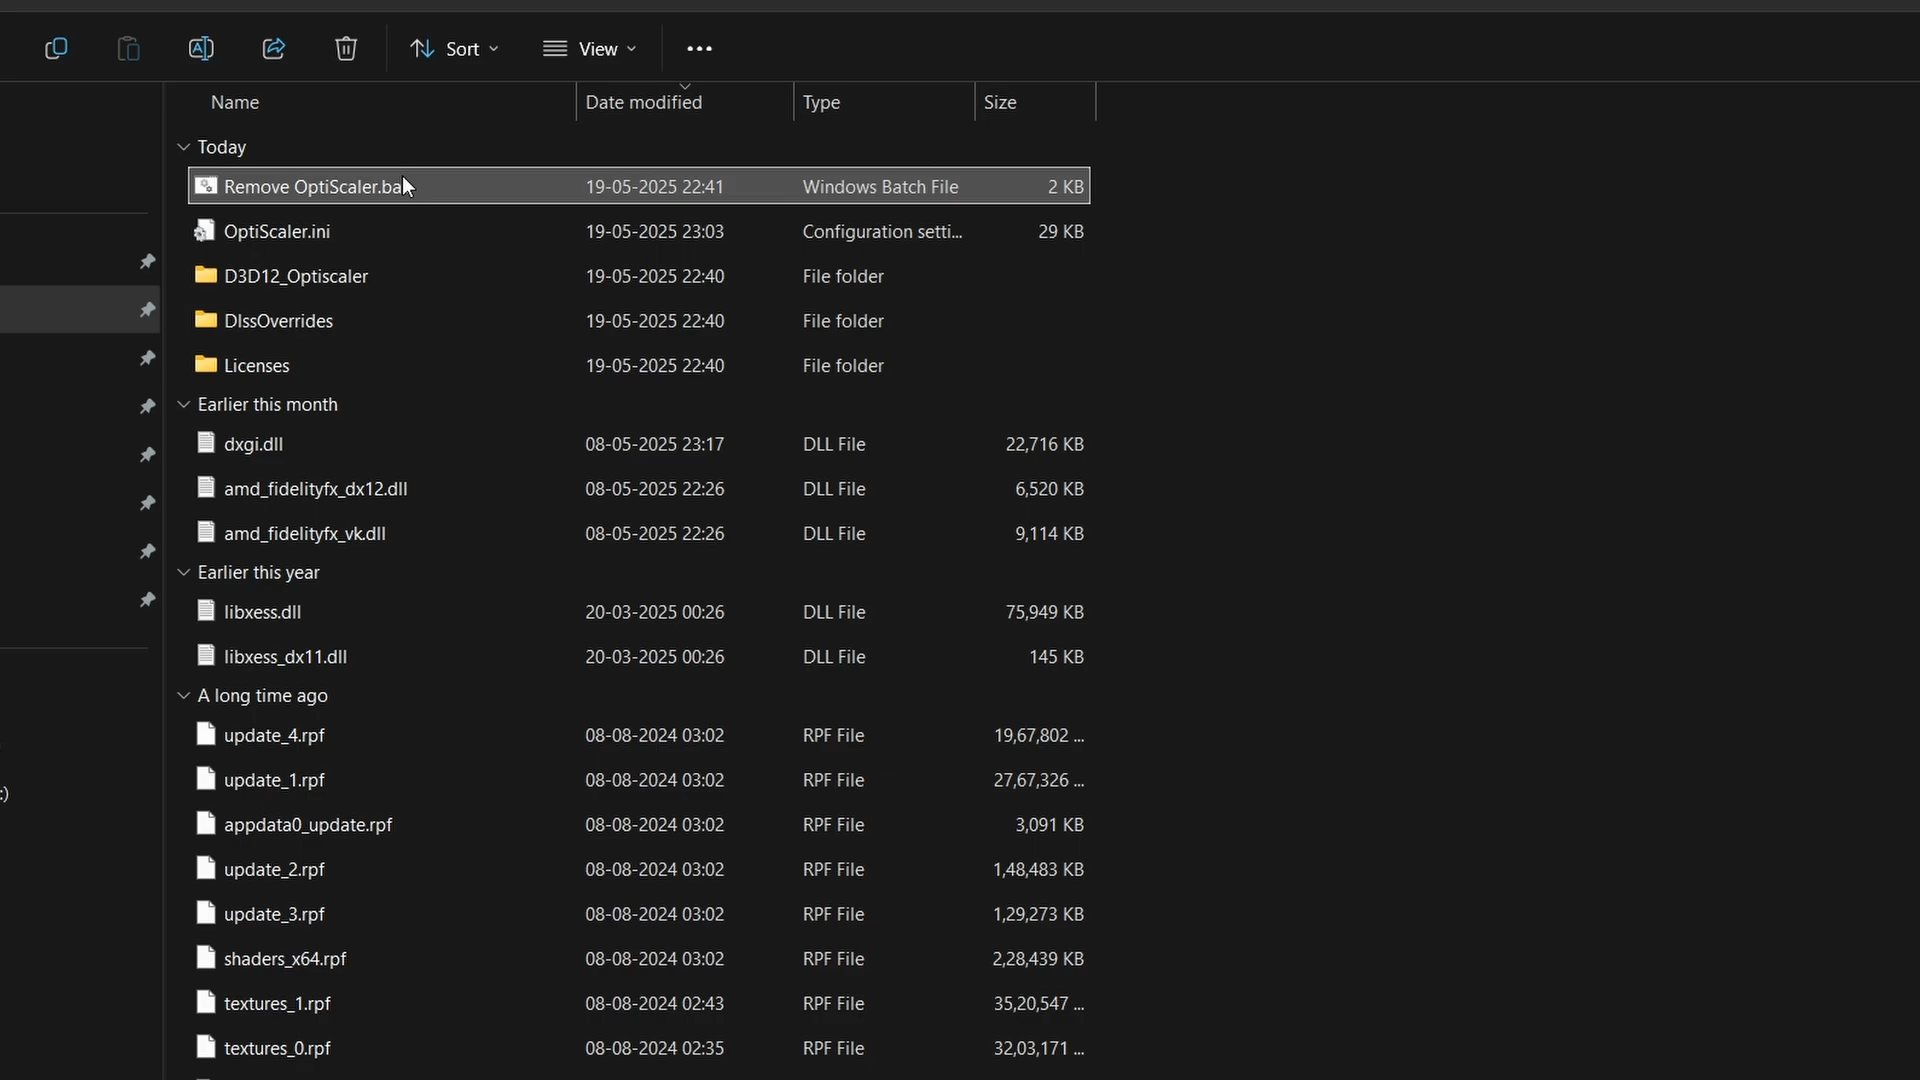 Sort View
Name Date modified Type Size
Today
Remove OptiScaler.ba 19-05-2025 22:41 Windows Batch File 2 KB
OptiScaler.ini 19-05-2025 23:03 Configuration setti... 29 KB
D3D12_Optiscaler 19-05-2025 22:40 File folder
DlssOverrides 19-05-2025 22:40 File folder
Licenses 19-05-2025 22:40 File folder
Earlier this month
dxgi.dll 08-05-2025 23:17 DLL File 22,716 KB
amd_fidelityfx_dx12.dll 08-05-2025 22:26 DLL File 6,520 KB
amd_fidelityfx_vk.dll 08-05-2025 22:26 DLL File 9,114 KB
Earlier this year
libxess.dll 20-03-2025 00:26 DLL File 75,949 KB
libxess_dx11.dll 20-03-2025 00:26 DLL File 145 KB
A long time ago
update_4.rpf 08-08-2024 03:02 RPF File 19,67,802 ...
update_1.rpf 08-08-2024 03:02 RPF File 27,67,326 ...
:)
appdata0_update.rpf 08-08-2024 03:02 RPF File 3,091 KB
update_2.rpf 08-08-2024 03:02 RPF File 1,48,483 KB
update_3.rpf 08-08-2024 03:02 RPF File 1,29,273 KB
shaders_x64.rpf 08-08-2024 03:02 RPF File 2,28,439 KB
textures_1.rpf 08-08-2024 02:43 RPF File 35,20,547 ...
textures_0.rpf 08-08-2024 02:35 RPF File 32,03,171 ...